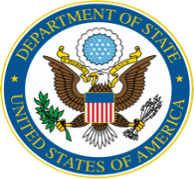 DEPARTMENT OF STATE
UNITED STATES OF AMERICA